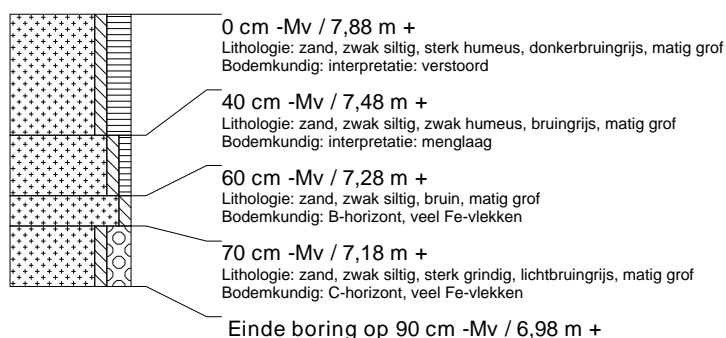 0 cm -Mv / 7,88 m +
Lithologie: zand, zwak siltig, sterk humeus, donkerbruingrijs, matig grof
Bodemkundig: interpretatie: verstoord
40 cm -Mv / 7,48 m +
Lithologie: zand, zwak siltig, zwak humeus, bruingrijs, matig grof
Bodemkundig: interpretatie: menglaag
60 cm -Mv / 7,28 m +
Lithologie: zand, zwak siltig, bruin, matig grof
Bodemkundig: B-horizont, veel Fe-vlekken
70 cm -Mv / 7,18 m +
Lithologie: zand, zwak siltig, sterk grindig, lichtbruingrijs, matig grof
Bodemkundig: C-horizont, veel Fe-vlekken
Einde boring op 90 cm -Mv / 6,98 m +